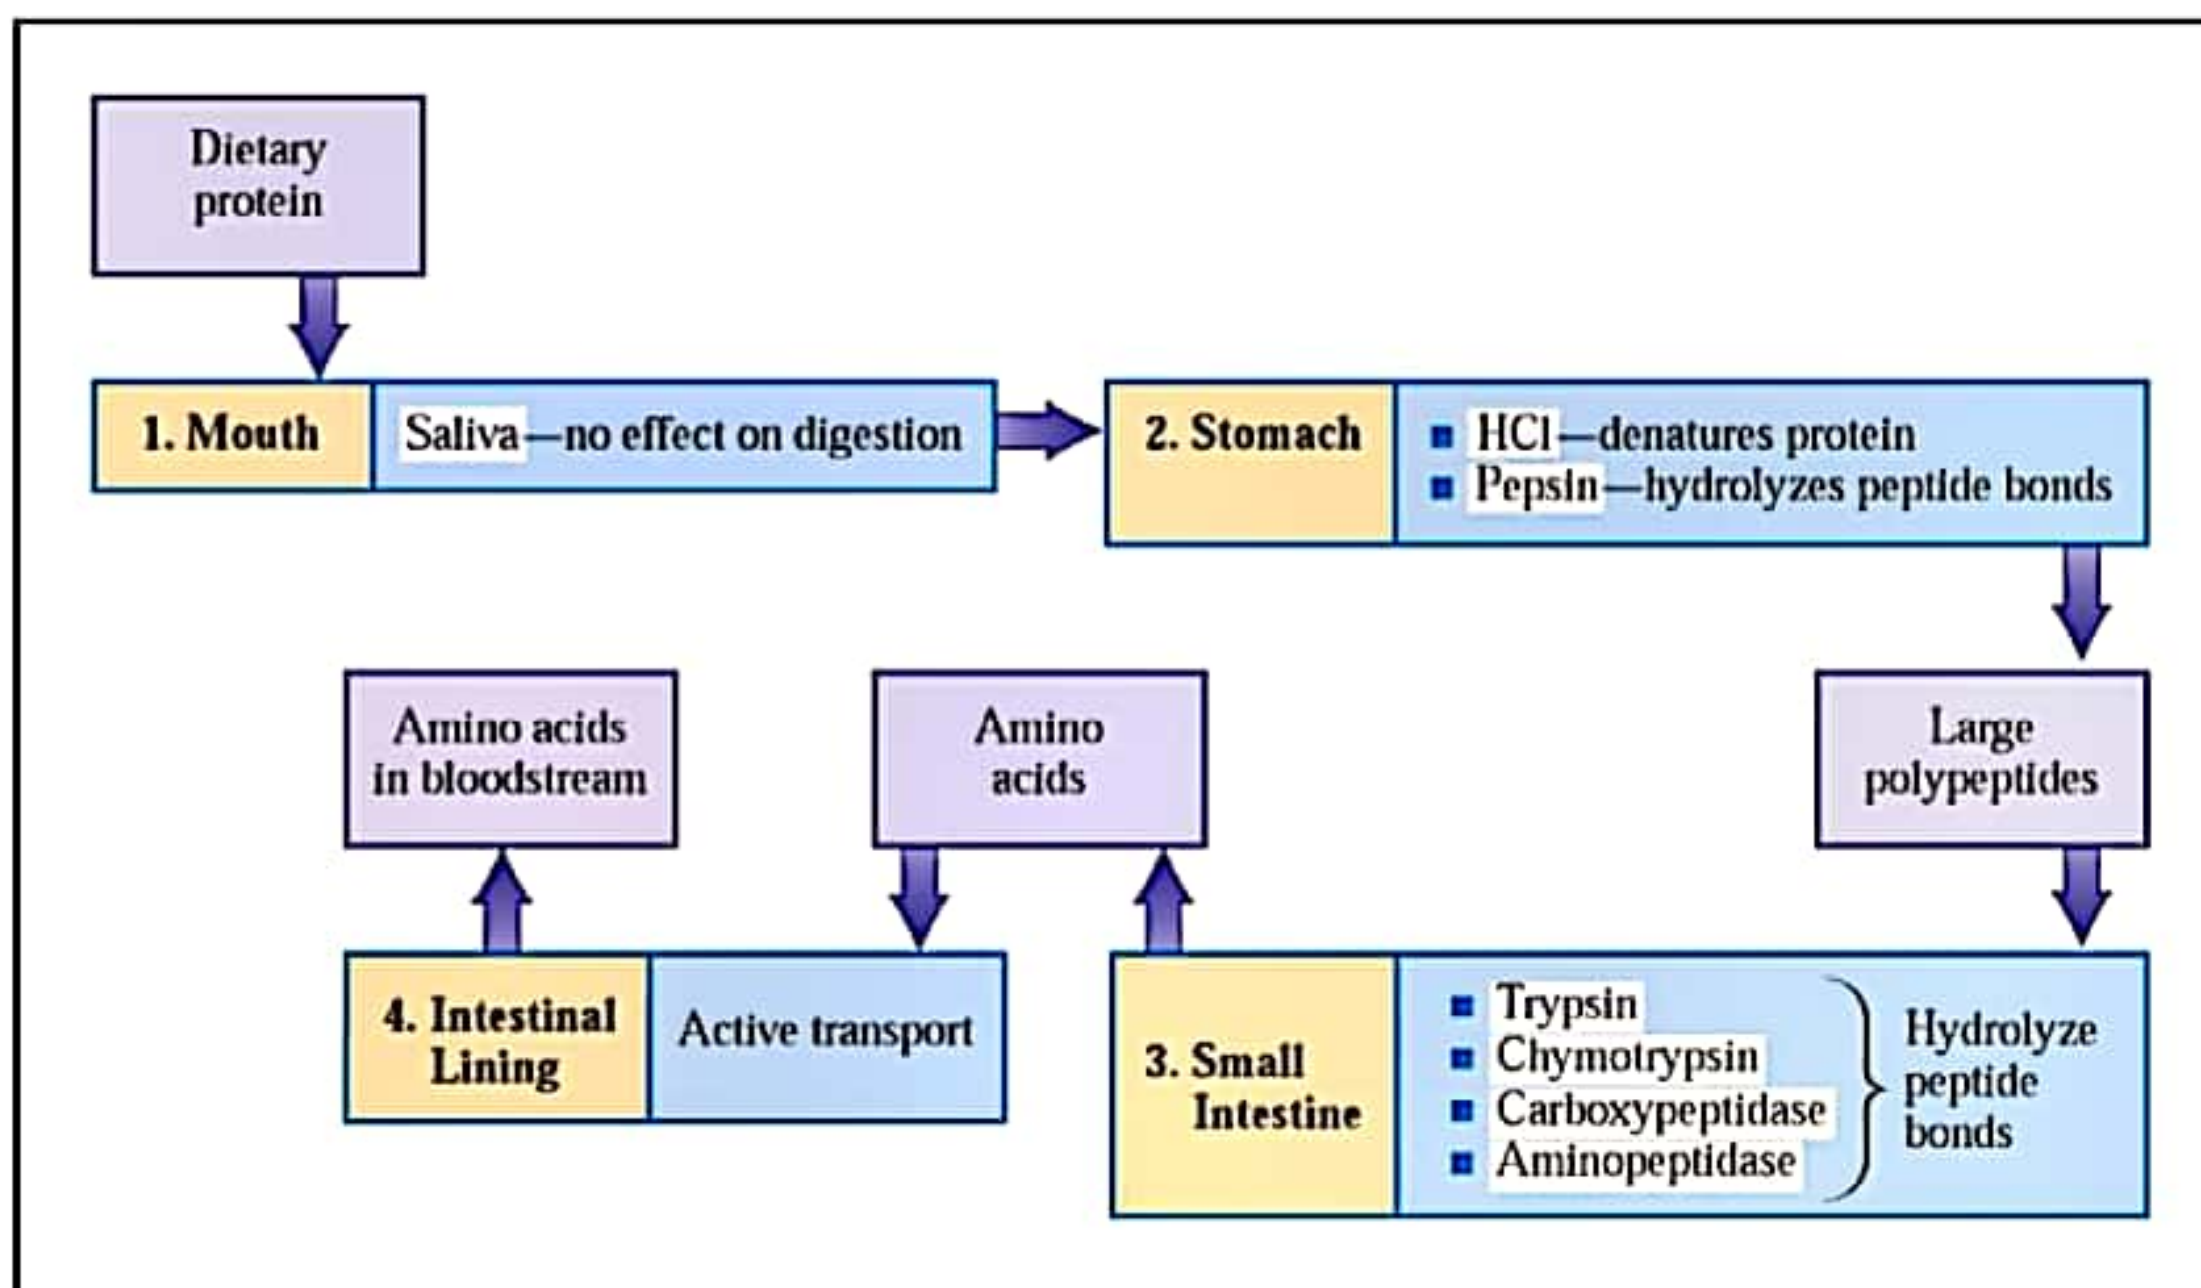 Dietary
protein
1. Mouth
Saliva—no effect on digestion
2. Stomach
HCl—denatures protein
Pepsin—hydrolyzes peptide bonds
Large
polypeptides
3. Small
Intestine
Trypsin
Chymotrypsin
Carboxypeptidase
Aminopeptidase
Hydrolyze
peptide
bonds
Amino
acids
4. Intestinal
Lining
Active transport
Amino acids
in bloodstream